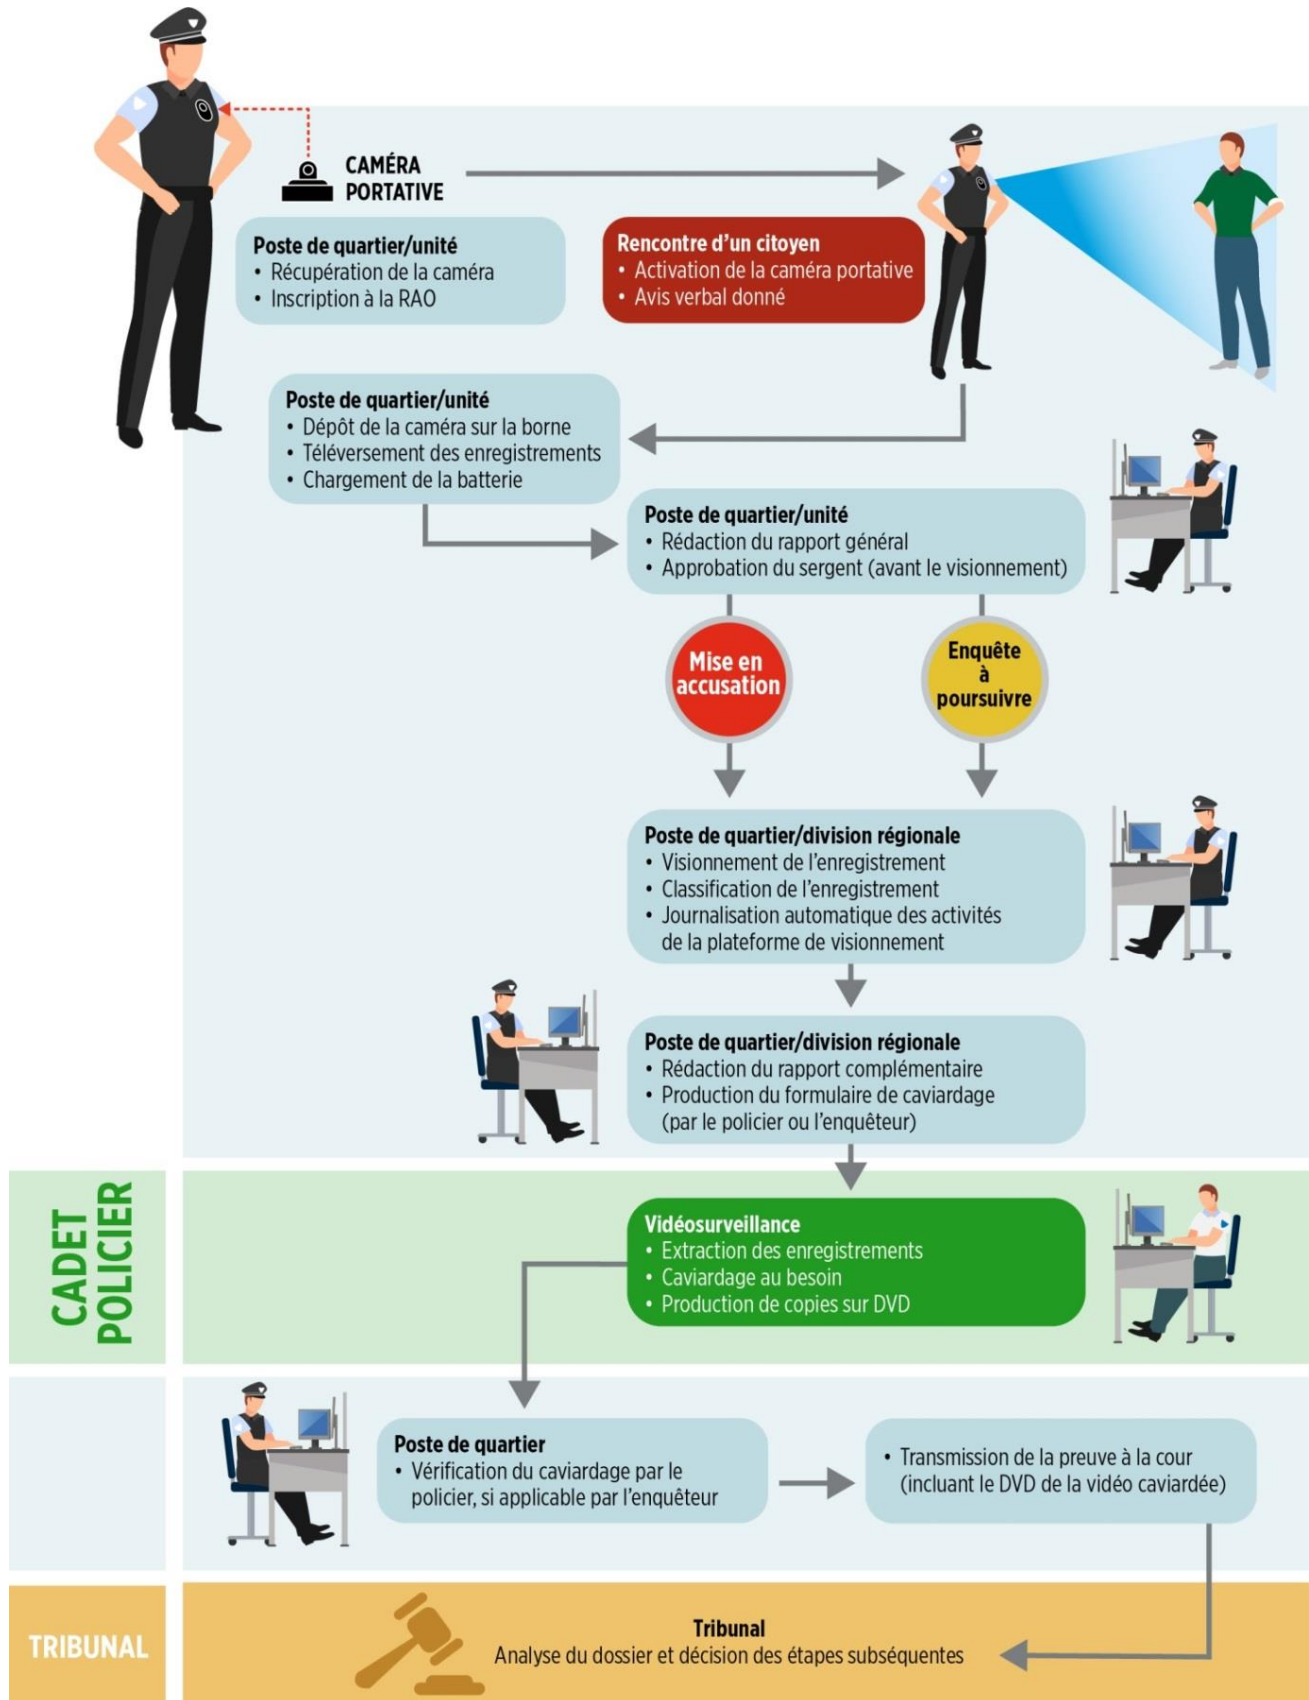 CAMÉRA
PORTATIVE
Poste de quartier/unité
• Récupération de la caméra
• Inscription à la RAO
Rencontre d’un citoyen
• Activation de la caméra portative
• Avis verbal donné
Poste de quartier/unité
• Dépôt de la caméra sur la borne
• Téléversement des enregistrements
• Chargement de la batterie
Poste de quartier/unité
• Rédaction du rapport général
• Approbation du sergent (avant le visionnement)
Mise en
accusation
Enquête
à
poursuivre
Poste de quartier/division régionale
• Visionnement de l’enregistrement
• Classification de l’enregistrement
• Journalisation automatique des activités
de la plateforme de visionnement
Poste de quartier/division régionale
• Rédaction du rapport complémentaire
• Production du formulaire de caviardage
(par le policier ou l’enquêteur)
CADET
POLICIER
Vidéosurveillance
• Extraction des enregistrements
• Caviardage au besoin
• Production de copies sur DVD
Poste de quartier
• Vérification du caviardage par le
policier, si applicable par l’enquêteur
• Transmission de la preuve à la cour
(incluant le DVD de la vidéo caviardée)
TRIBUNAL
Tribunal
Analyse du dossier et décision des étapes subséquentes